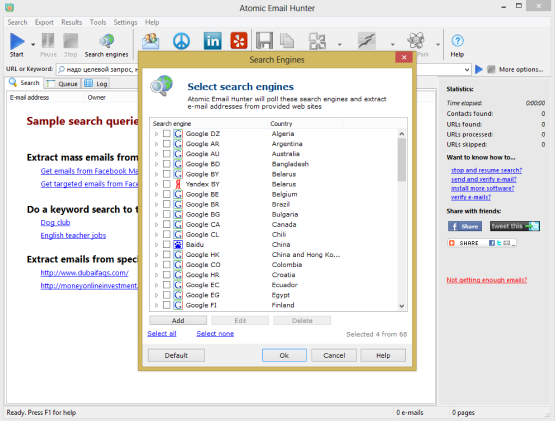 Atomic Email Hunter
Search Export Results Tools Settings Help
Start Pause Stop Search engines Help
URL or Keyword: надо целевой запрос, н More options...
Search Queue Log
E-mail address Owner
Sample search querie
Extract mass emails from
Get emails from Facebook Ma
Get targeted emails from Face
Do a keyword search to t
Dog club
English teacher jobs
Extract emails from speci
http://www.dubaifaqs.com/
http://moneyonlineinvestment.
Search Engines
Select search engines
Atomic Email Hunter will poll these search engines and extract
e-mail addresses from provided web sites
Search engine Country
Google DZ Algeria
Google AR Argentina
Google AU Australia
Google BD Bangladesh
Google BY Belarus
Yandex BY Belarus
Google BE Belgium
Google BR Brazil
Google BG Bulgaria
Google CA Canada
Google CL Chili
Baidu China
Google HK China and Hong Ko...
Google CO Colombia
Google HR Croatia
Google EC Ecuador
Google EG Egypt
Google FI Finland
Add Edit Delete
Select all Select none Selected 4 from 68
Default Ok Cancel Help
Statistics:
Time elapsed: 0:00:00
Contacts found: 0
URLs found: 0
URLs processed: 0
URLs skipped: 0
Want to know how to...
stop and resume search?
send and verify e-mail?
install more software?
verify e-mails?
Share with friends:
Share tweet this
SHARE
Not getting enough emails?
Ready. Press F1 for help 0 e-mails 0 pages